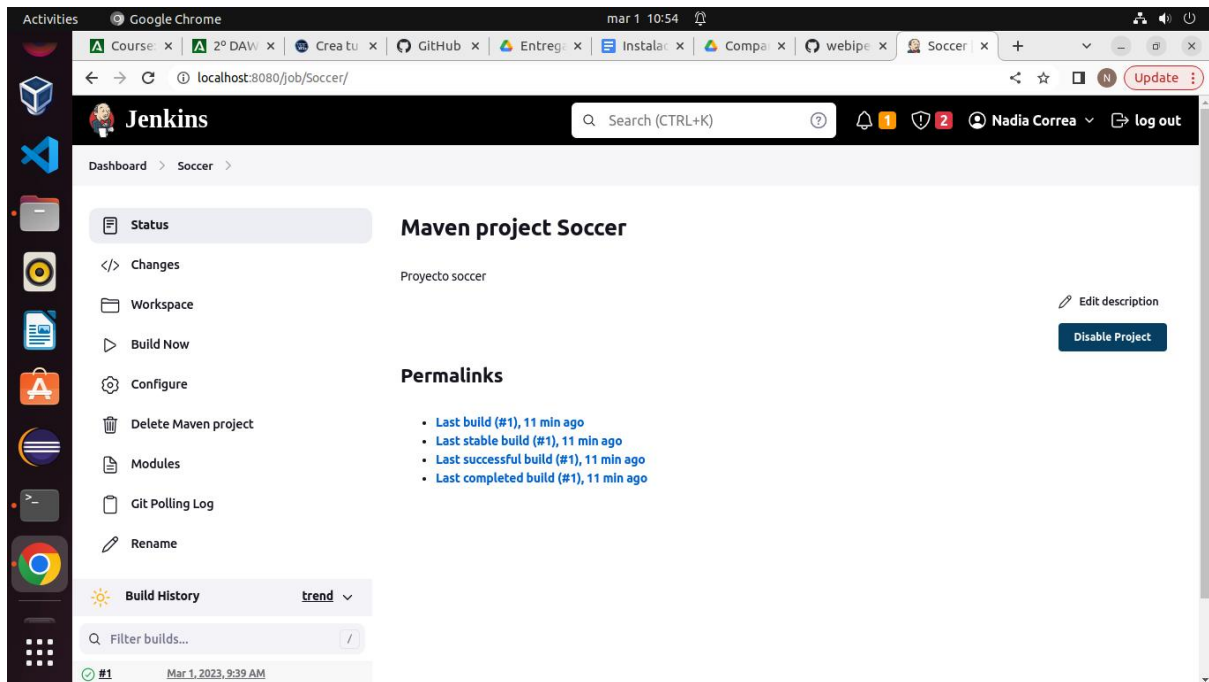 Activities Google Chrome mar 1 10:54
Course: 2º DAW Crea tu GitHub Entrega Instalac Compar webipe Soccer
localhost:8080/job/Soccer/ N Update
Jenkins Search (CTRL+K) ? 1 2 Nadia Correa log out
Dashboard > Soccer >
Status
Maven project Soccer
Changes
Proyecto soccer
Workspace
Edit description
Build Now
Disable Project
Configure
Permalinks
Delete Maven project
Last build (#1), 11 min ago
Last stable build (#1), 11 min ago
Modules
Last successful build (#1), 11 min ago
Last completed build (#1), 11 min ago
Git Polling Log
Rename
Build History trend
Filter builds... /
#1 Mar 1, 2023, 9:39 AM